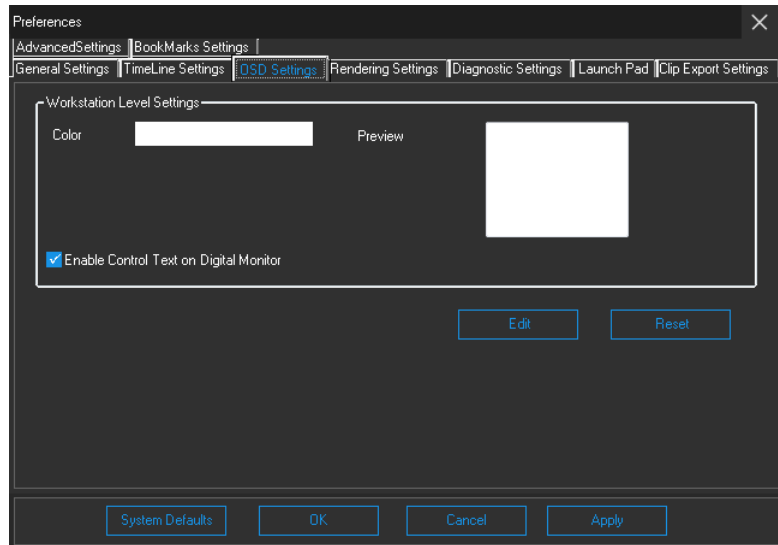 Preferences
AdvancedSettings BookMarks Settings
General Settings TimeLine Settings OSD Settings Rendering Settings Diagnostic Settings Launch Pad Clip Export Settings
Workstation Level Settings
Color Preview
Enable Control Text on Digital Monitor
Edit Reset
System Defaults OK Cancel Apply